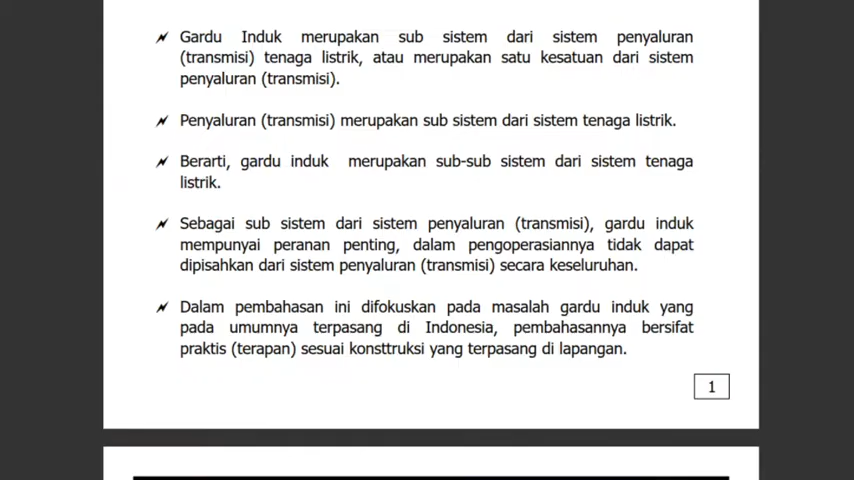 Gardu Induk merupakan sub sistem dari sistem penyaluran
(transmisi) tenaga listrik, atau merupakan satu kesatuan dari sistem
penyaluran (transmisi).
Penyaluran (transmisi) merupakan sub sistem dari sistem tenaga listrik.
Berarti, gardu induk merupakan sub-sub sistem dari sistem tenaga
listrik.
Sebagai sub sistem dari sistem penyaluran (transmisi), gardu induk
mempunyai peranan penting, dalam pengoperasiannya tidak dapat
dipisahkan dari sistem penyaluran (transmisi) secara keseluruhan.
Dalam pembahasan ini difokuskan pada masalah gardu induk yang
pada umumnya terpasang di Indonesia, pembahasannya bersifat
praktis (terapan) sesuai konsttruksi yang terpasang di lapangan.
1